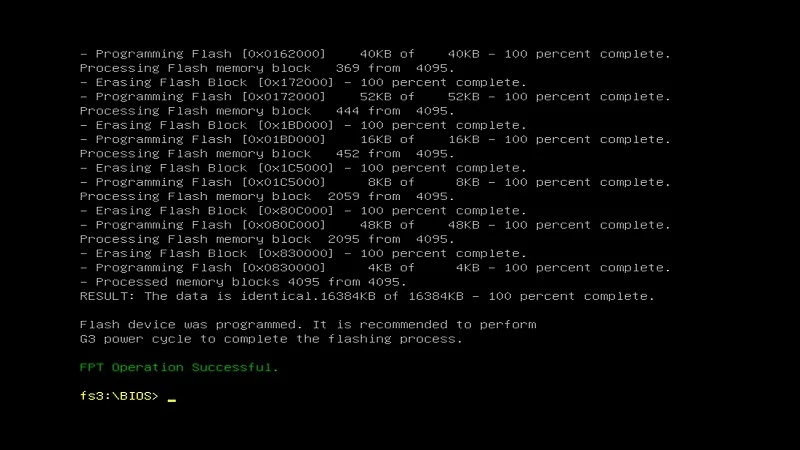 - Programming Flash [0x0162000]    40KB of    40KB - 100 percent complete.
Processing Flash memory block   369 from  4095.
- Erasing Flash Block [0x172000] - 100 percent complete.
- Programming Flash [0x0172000]    52KB of    52KB - 100 percent complete.
Processing Flash memory block   444 from  4095.
- Erasing Flash Block [0x1BD000] - 100 percent complete.
- Programming Flash [0x01BD000]    16KB of    16KB - 100 percent complete.
Processing Flash memory block   452 from  4095.
- Erasing Flash Block [0x1C5000] - 100 percent complete.
- Programming Flash [0x01C5000]     8KB of     8KB - 100 percent complete.
Processing Flash memory block  2059 from  4095.
- Erasing Flash Block [0x80C000] - 100 percent complete.
- Programming Flash [0x080C000]    48KB of    48KB - 100 percent complete.
Processing Flash memory block  2095 from  4095.
- Erasing Flash Block [0x830000] - 100 percent complete.
- Programming Flash [0x0830000]     4KB of     4KB - 100 percent complete.
- Processed memory blocks 4095 from 4095.
RESULT: The data is identical.16384KB of 16384KB - 100 percent complete.
Flash device was programmed. It is recommended to perform
G3 power cycle to complete the flashing process.
FPT Operation Successful.
fs3:\BIOS> _